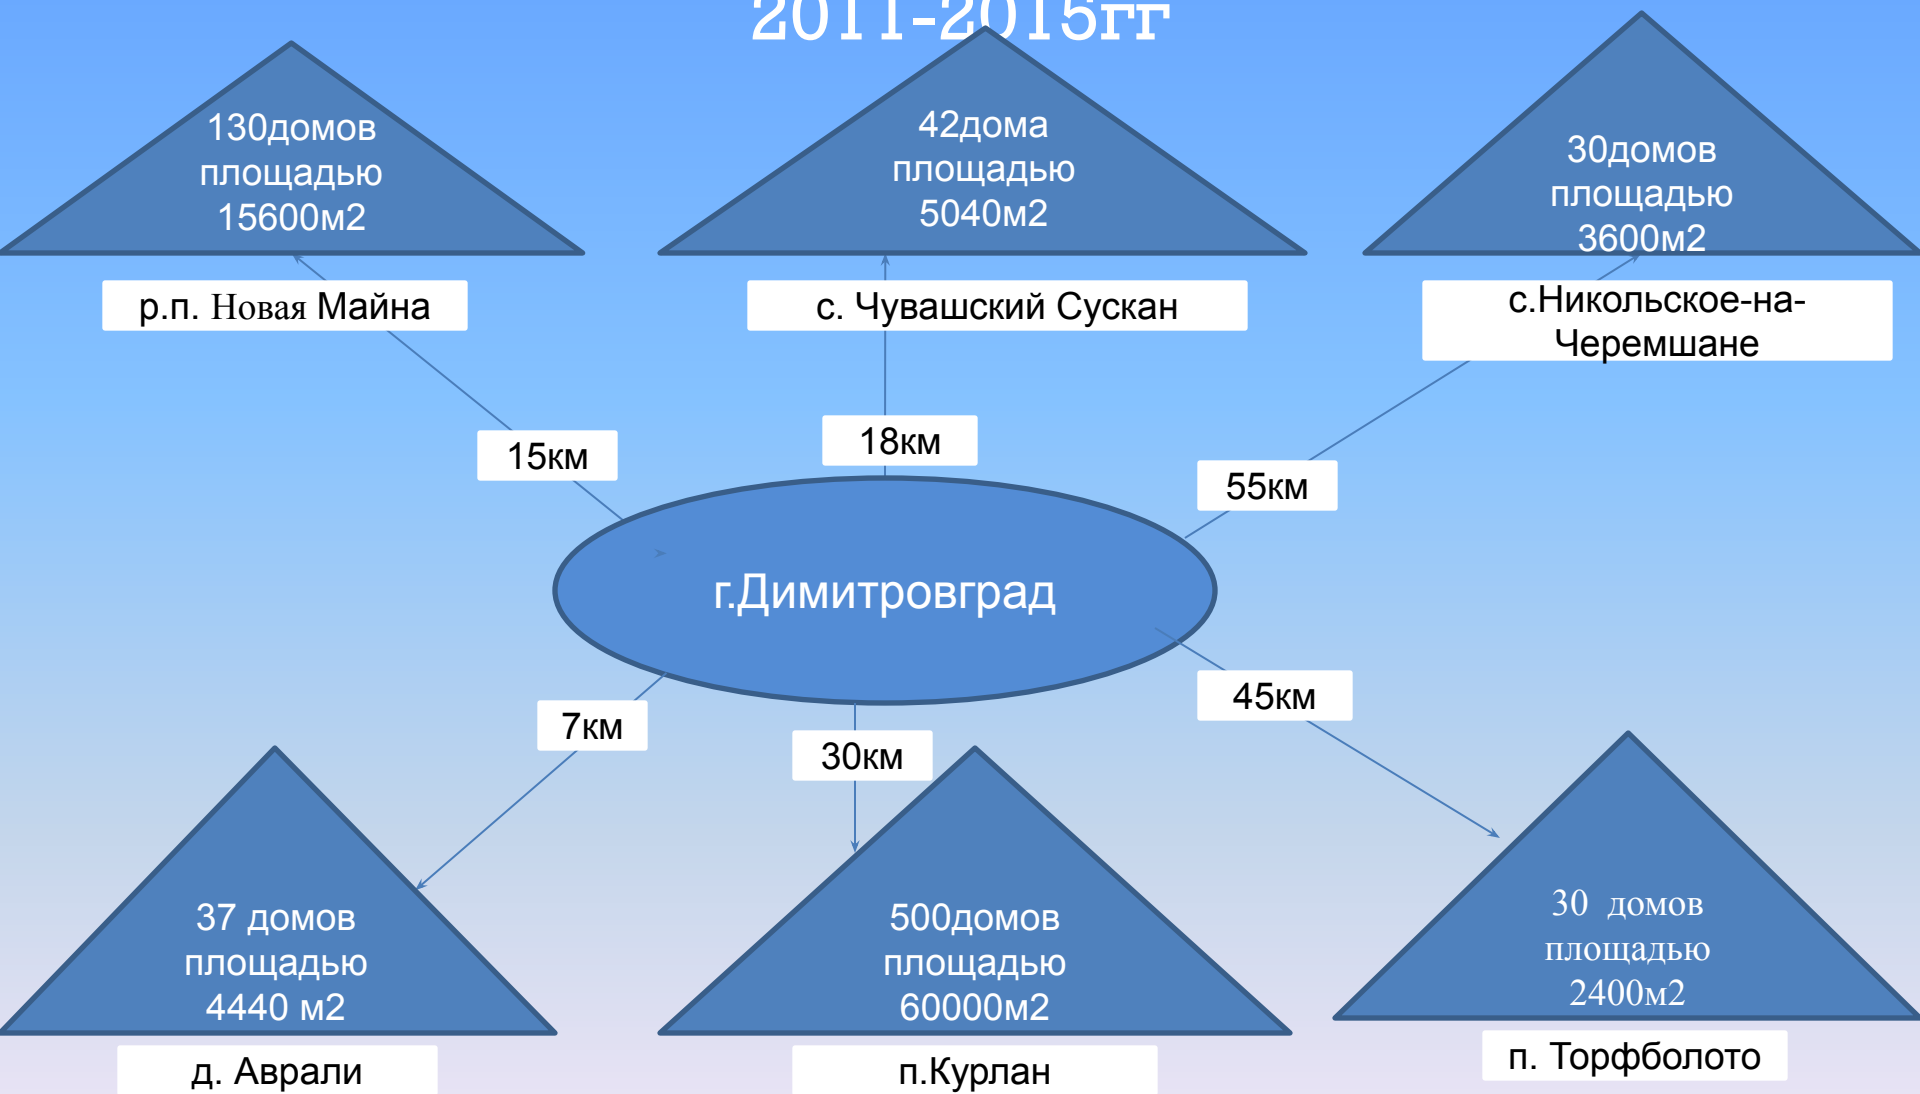 2011-2015гг
130домов
площадью
15600м2
42дома
площадью
5040м2
30домов
площадью
3600м2
р.п. Новая Майна
с. Чувашский Сускан
с.Никольское-на-
Черемшане
15км
18км
55км
г.Димитровград
7км
30км
45км
37 домов
площадью
4440 м2
500домов
площадью
60000м2
30 домов
площадью
2400м2
д. Аврали
п.Курлан
п. Торфболото